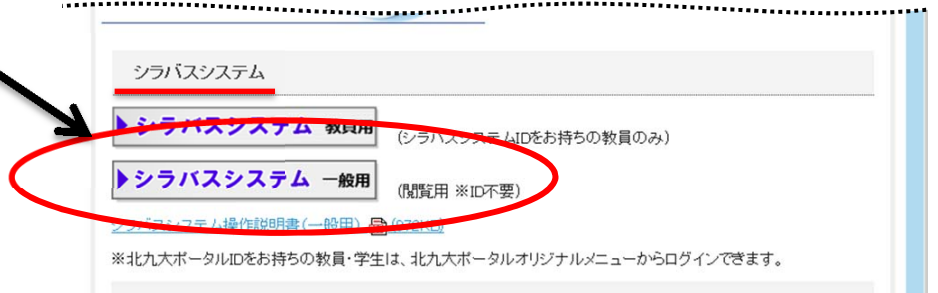 シラバスシステム
シラバスシステム 教員用 (シラバスシステムIDをお持ちの教員のみ)
シラバスシステム 一般用 (閲覧用 ※ID不要)
シラバスシステム操作説明書(一般用) (972KB)
※北九大ポータルIDをお持ちの教員・学生は、北九大ポータルオリジナルメニューからログインできます。